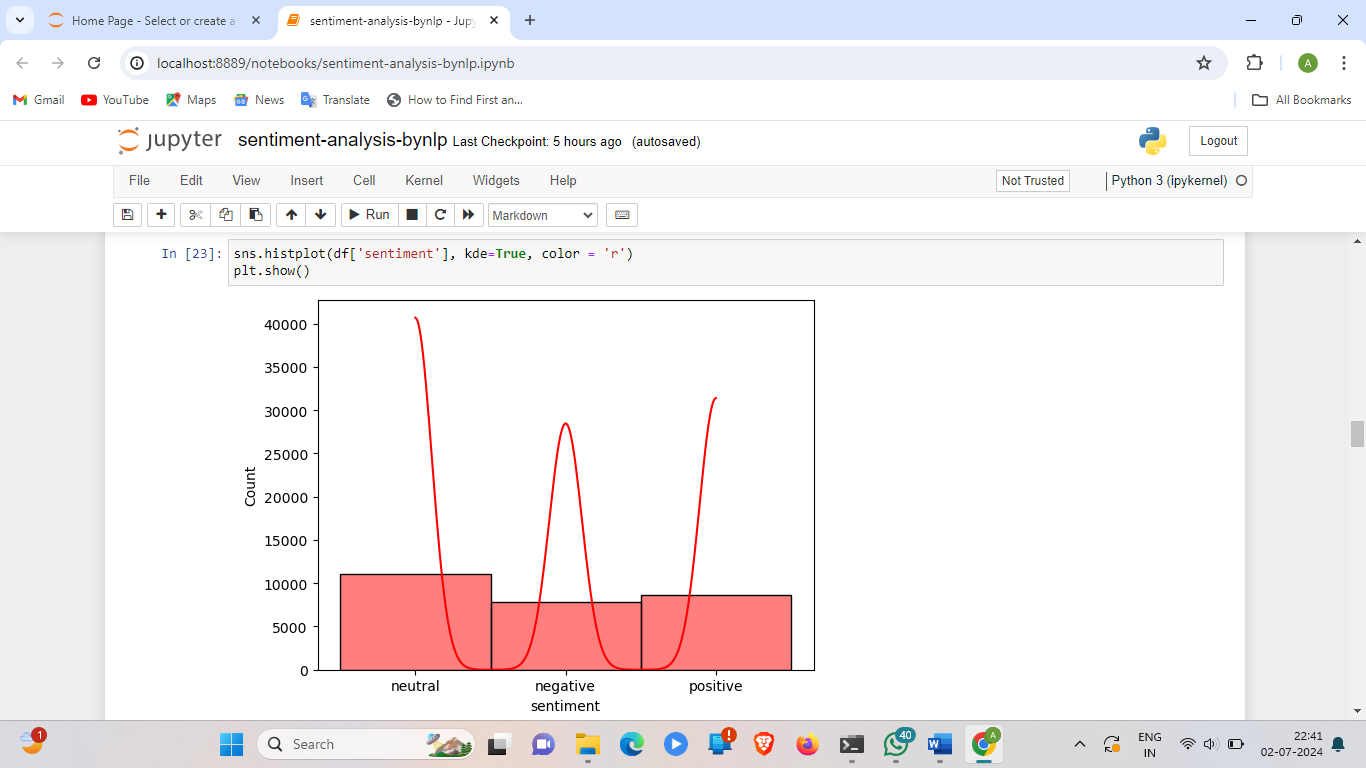 Home Page - Select or create a
sentiment-analysis-bynlp - Jupy
localhost:8889/notebooks/sentiment-analysis-bynlp.ipynb
A
Gmail
YouTube
Maps
News
Translate
How to Find First an...
All Bookmarks
jupyter
sentiment-analysis-bynlp Last Checkpoint: 5 hours ago (autosaved)
Logout
File Edit View Insert Cell Kernel Widgets Help
Not Trusted
Python 3 (ipykernel)
Run
Markdown
In [23]:
sns.histplot(df['sentiment'], kde=True, color = 'r')
plt.show()
40000
35000
30000
25000
20000
15000
10000
5000
0
Count
neutral negative positive
sentiment
1
Search
40
A
ENG
IN
22:41
02-07-2024